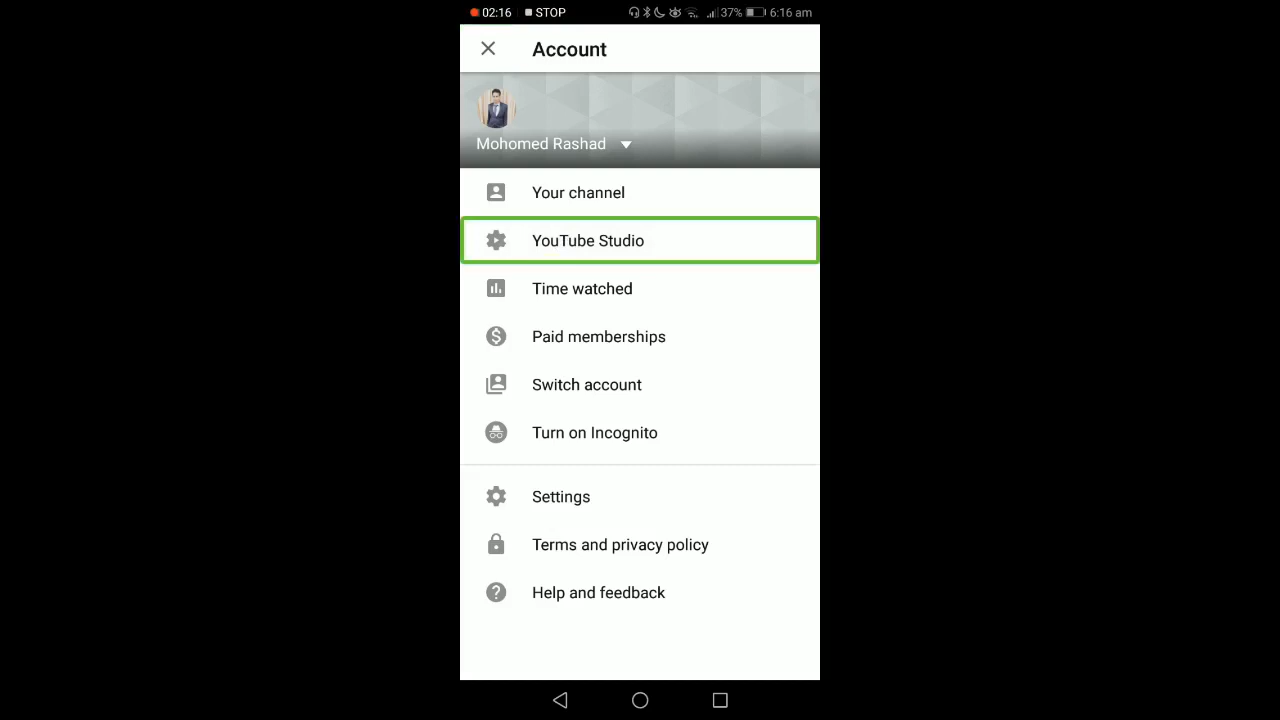 02:16 STOP 37% 6:16 am
Account
Mohomed Rashad
Your channel
YouTube Studio
Time watched
Paid memberships
Switch account
Turn on Incognito
Settings
Terms and privacy policy
Help and feedback